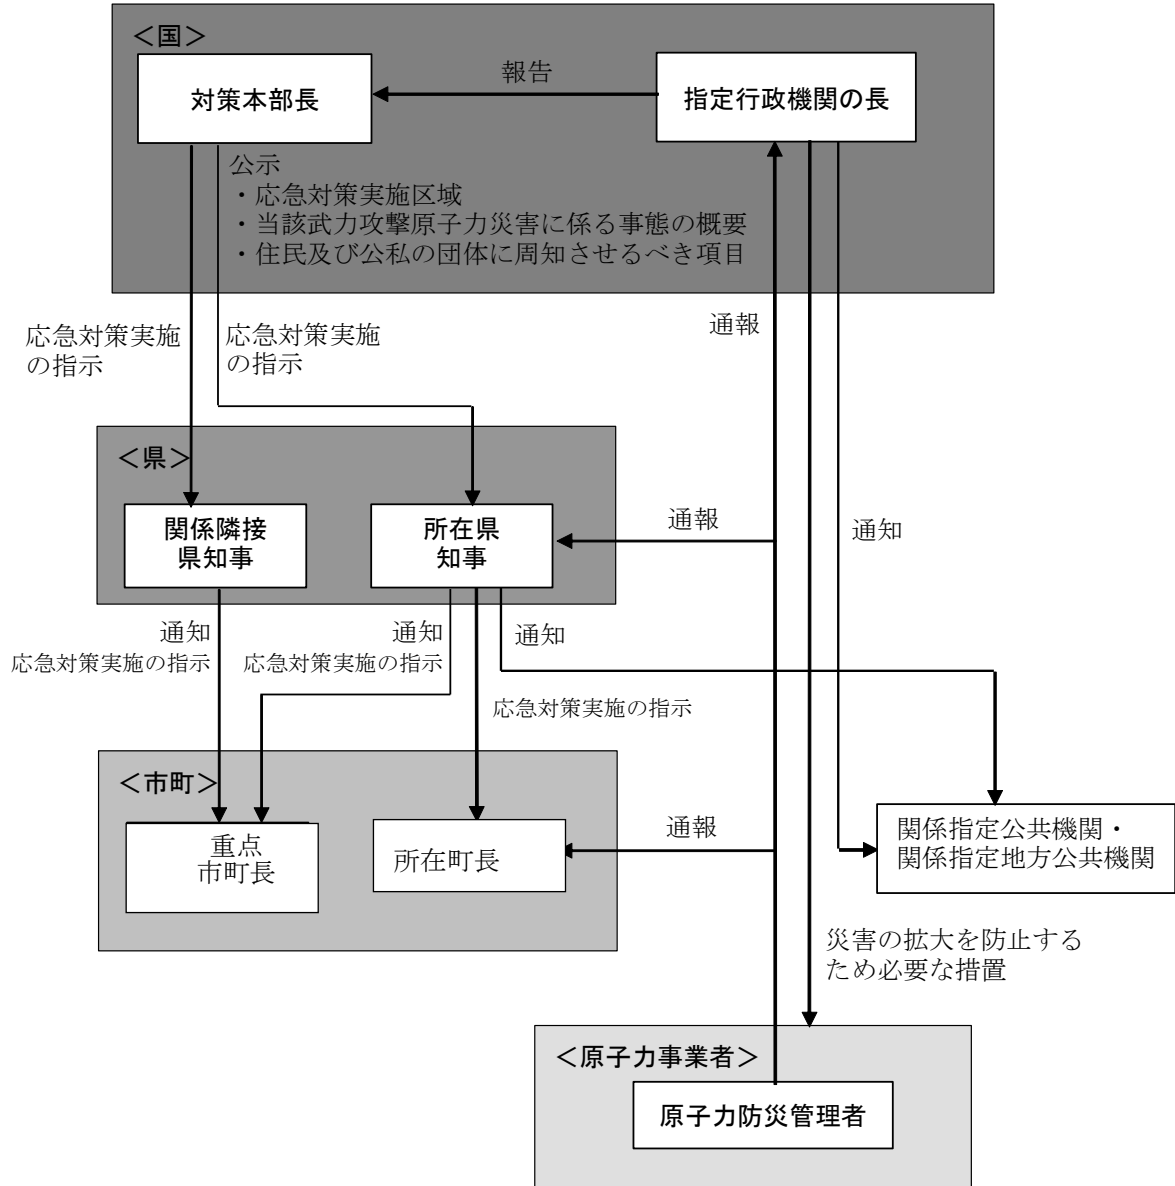 ＜国＞
対策本部長
報告
指定行政機関の長
公示
・応急対策実施区域
・当該武力攻撃原子力災害に係る事態の概要
・住民及び公私の団体に周知させるべき項目
応急対策実施
の指示
応急対策実施
の指示
通報
＜県＞
関係隣接
県知事
所在県
知事
通報
通知
通知
応急対策実施の指示
通知
応急対策実施の指示
通知
応急対策実施の指示
＜市町＞
重点
市町長
所在町長
通報
関係指定公共機関・
関係指定地方公共機関
災害の拡大を防止する
ため必要な措置
＜原子力事業者＞
原子力防災管理者